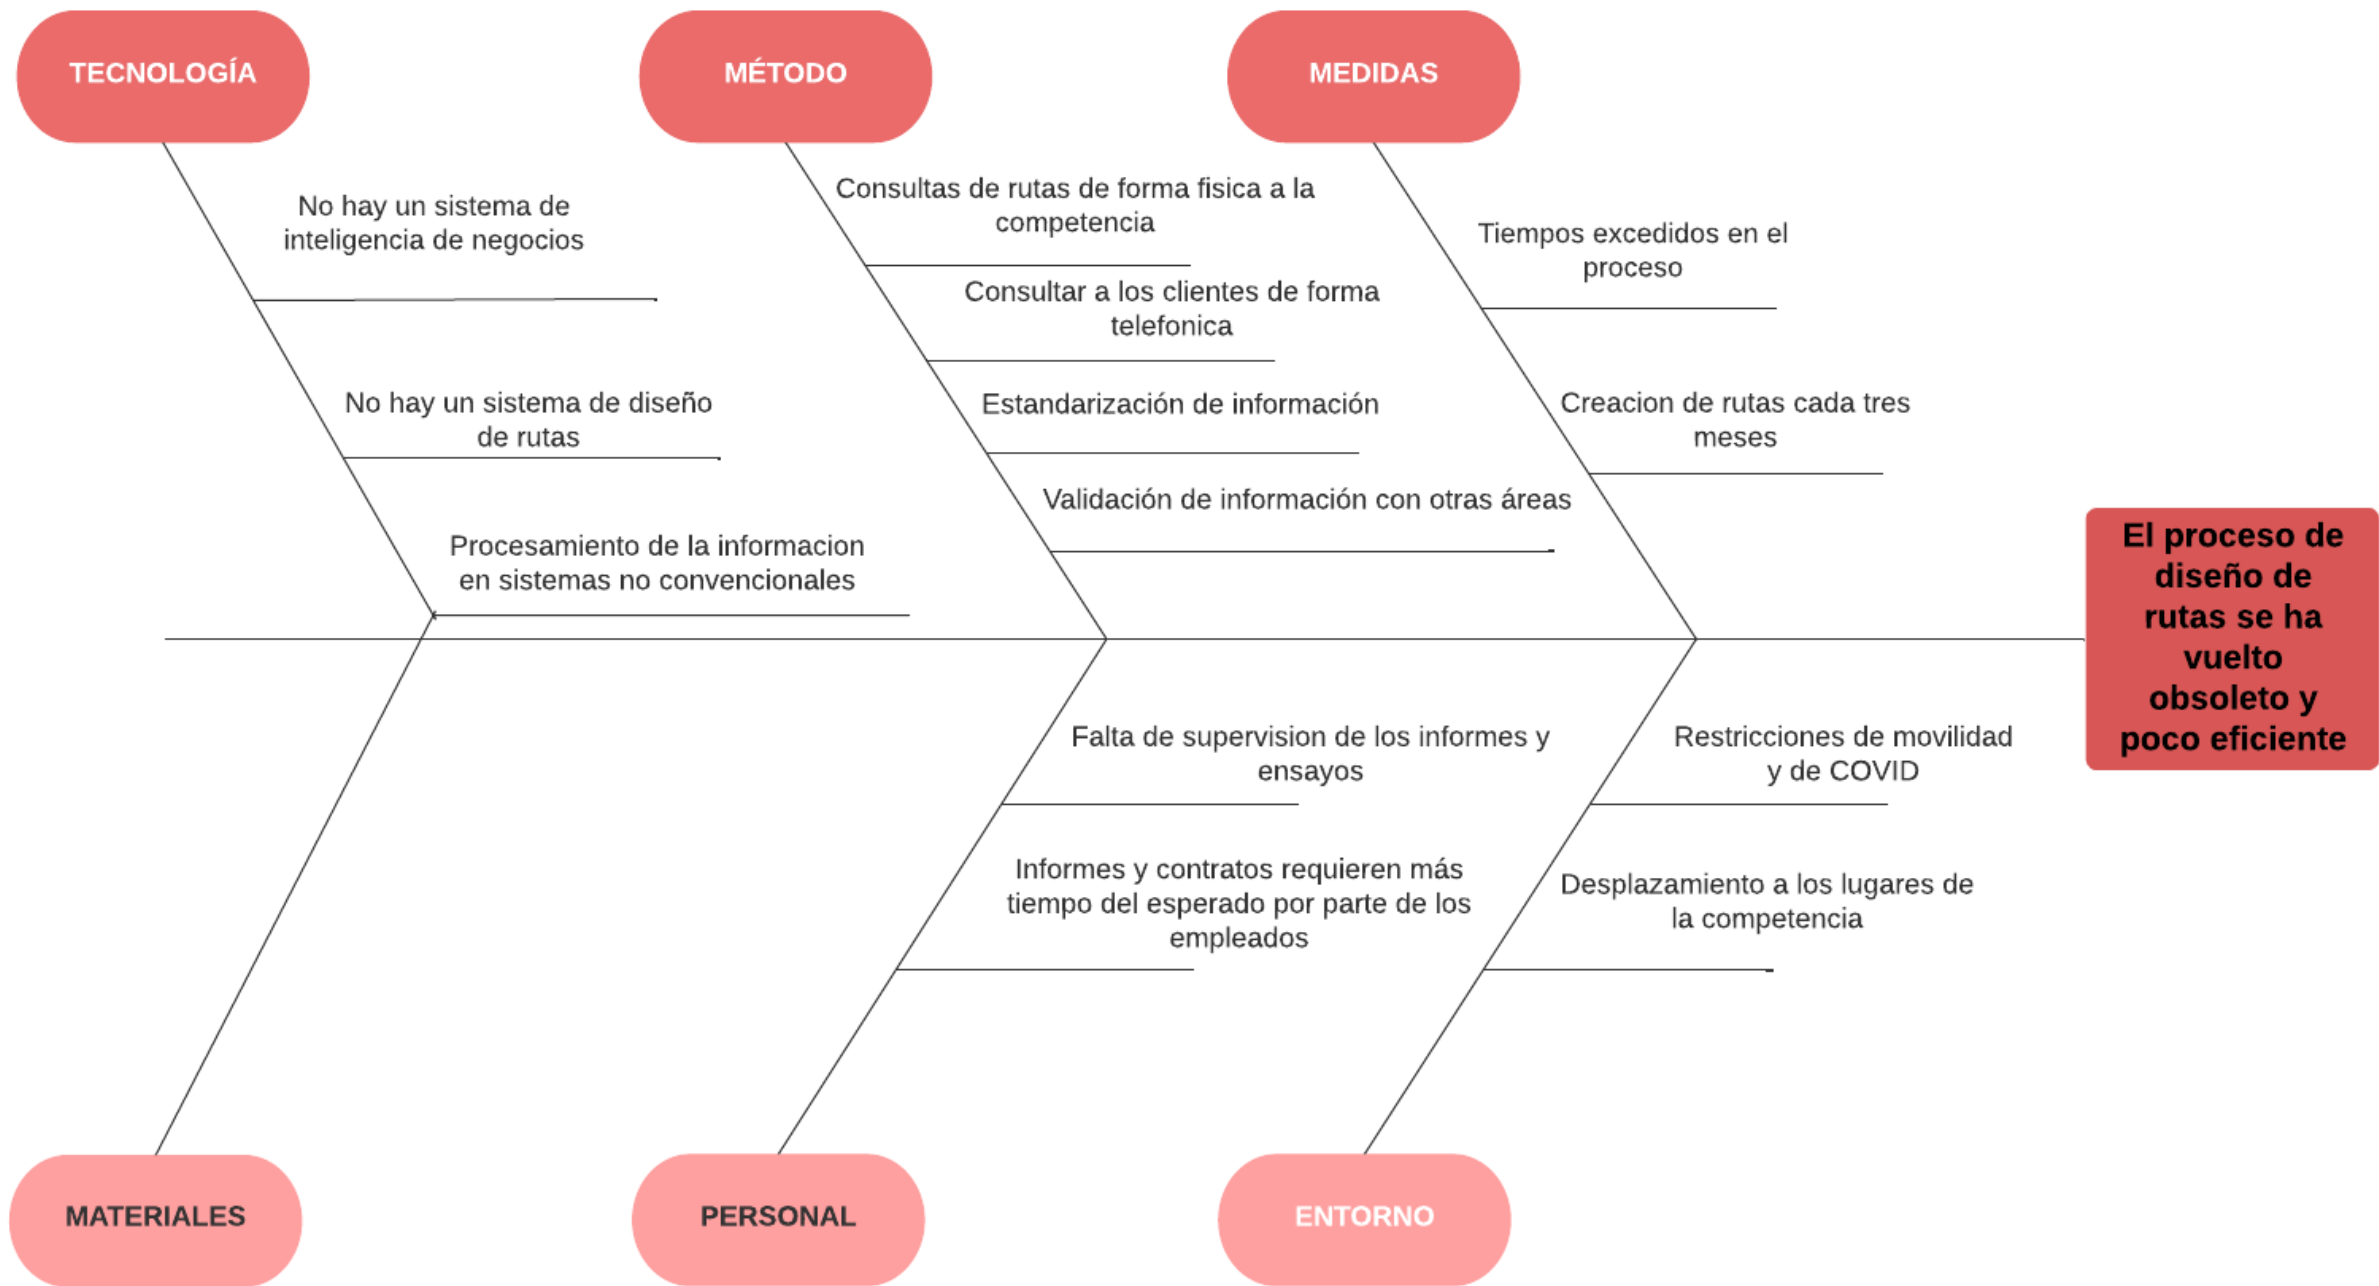 TECNOLOGÍA
MÉTODO
MEDIDAS
No hay un sistema de
inteligencia de negocios
No hay un sistema de diseño
de rutas
Procesamiento de la informacion
en sistemas no convencionales
Consultas de rutas de forma fisica a la
competencia
Consultar a los clientes de forma
telefonica
Estandarización de información
Validación de información con otras áreas
Tiempos excedidos en el
proceso
Creacion de rutas cada tres
meses
El proceso de
diseño de
rutas se ha
vuelto
obsoleto y
poco eficiente
Falta de supervision de los informes y
ensayos
Informes y contratos requieren más
tiempo del esperado por parte de los
empleados
Restricciones de movilidad
y de COVID
Desplazamiento a los lugares de
la competencia
MATERIALES
PERSONAL
ENTORNO